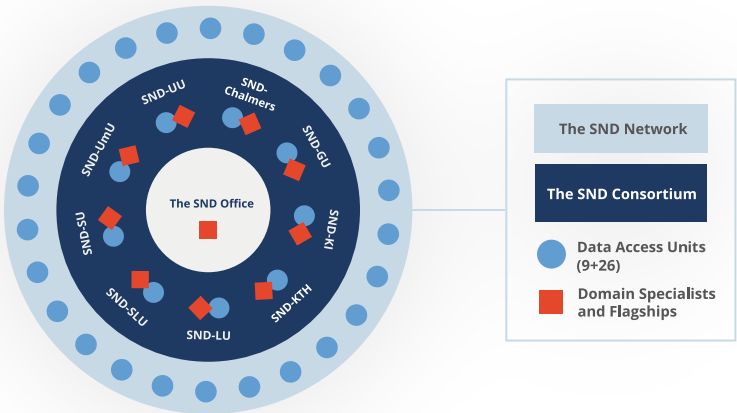 SND-UU
SND-
Chalmers
SND-GU
SND-KI
SND-KTH
SND-LU
SND-SLU
SND-SU
SND-UmU
The SND Office
The SND Network
The SND Consortium
Data Access Units
(9+26)
Domain Specialists
and Flagships